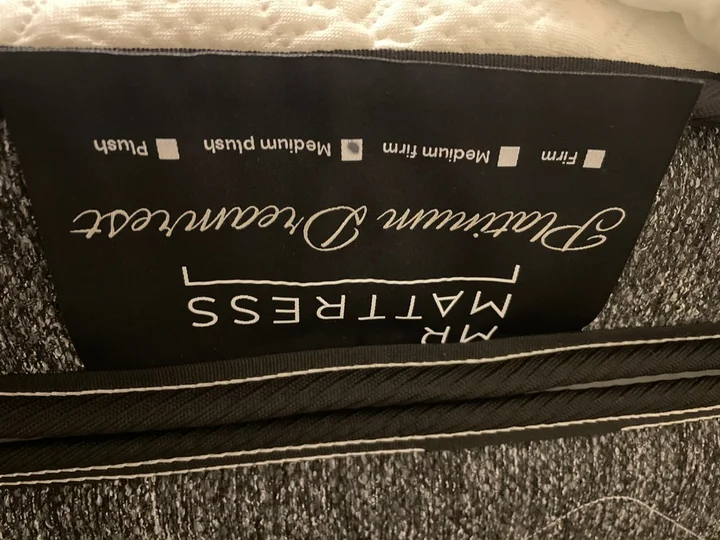 MR
MATTRESS
Platinum Dreamrest
Firm Medium firm Medium plush Plush